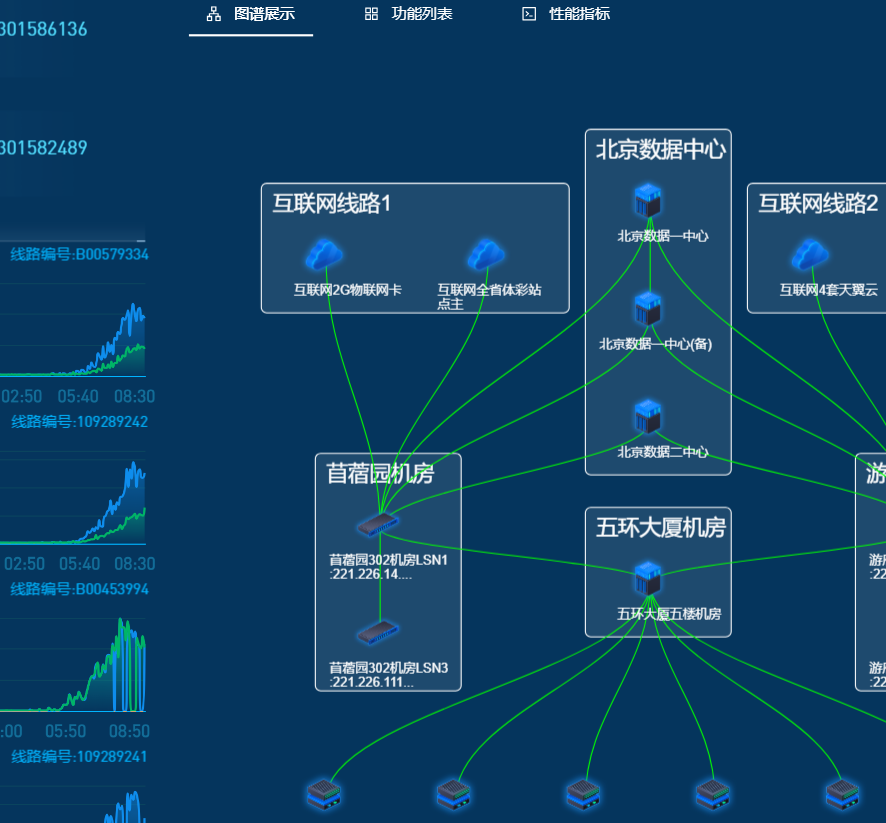 图谱展示
功能列表
性能指标
301586136
301582489
线路编号:B00579334
02:50 05:40 08:30
线路编号:109289242
02:50 05:40 08:30
线路编号:B00453994
:00 05:50 08:50
线路编号:109289241
互联网线路1
互联网2G物联网卡
互联网全省体彩站
点主
北京数据中心
北京数据一中心
北京数据一中心(备)
北京数据二中心
互联网线路2
互联网4套天翼云
苜蓿园机房
苜蓿园302机房LSN1
:221.226.14....
苜蓿园302机房LSN3
:221.226.111...
五环大厦机房
五环大厦五楼机房
游
游府
:22
游府
:22